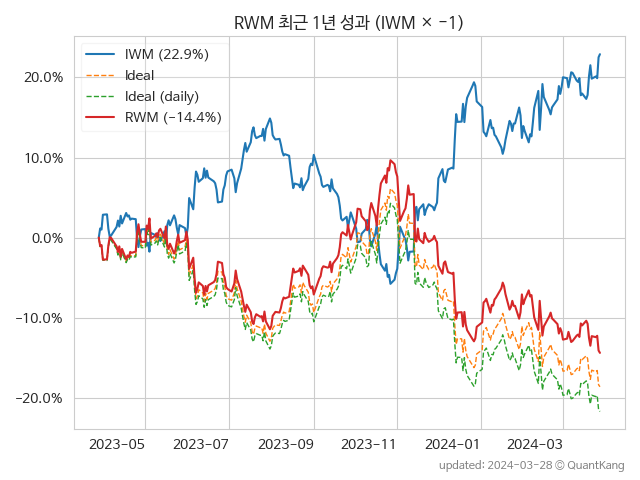 RWM 최근 1년 성과 (IWM × −1)
IWM (22.9%)
Ideal
Ideal (daily)
RWM (−14.4%)
20.0%
10.0%
0.0%
−10.0%
−20.0%
2023−05 2023−07 2023−09 2023−11 2024−01 2024−03
updated: 2024−03−28 © QuantKang